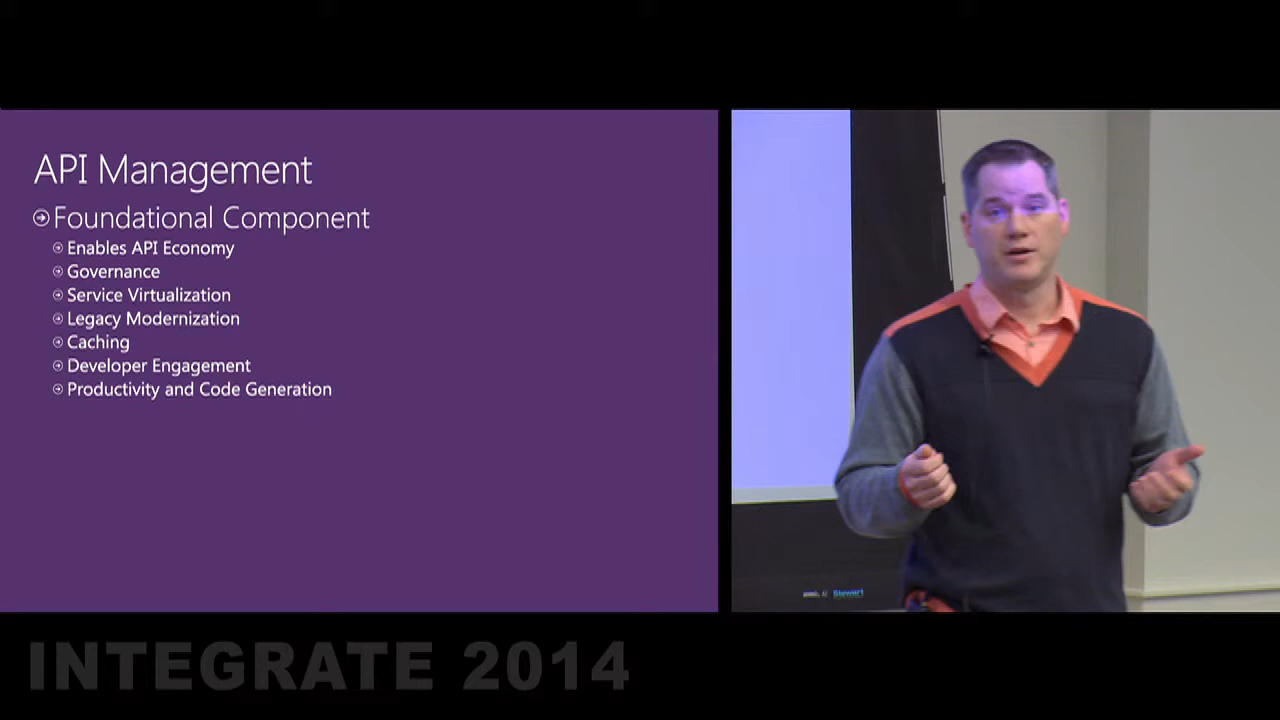 API Management
Foundational Component
Enables API Economy
Governance
Service Virtualization
Legacy Modernization
Caching
Developer Engagement
Productivity and Code Generation
Stewart
INTEGRATE 2014